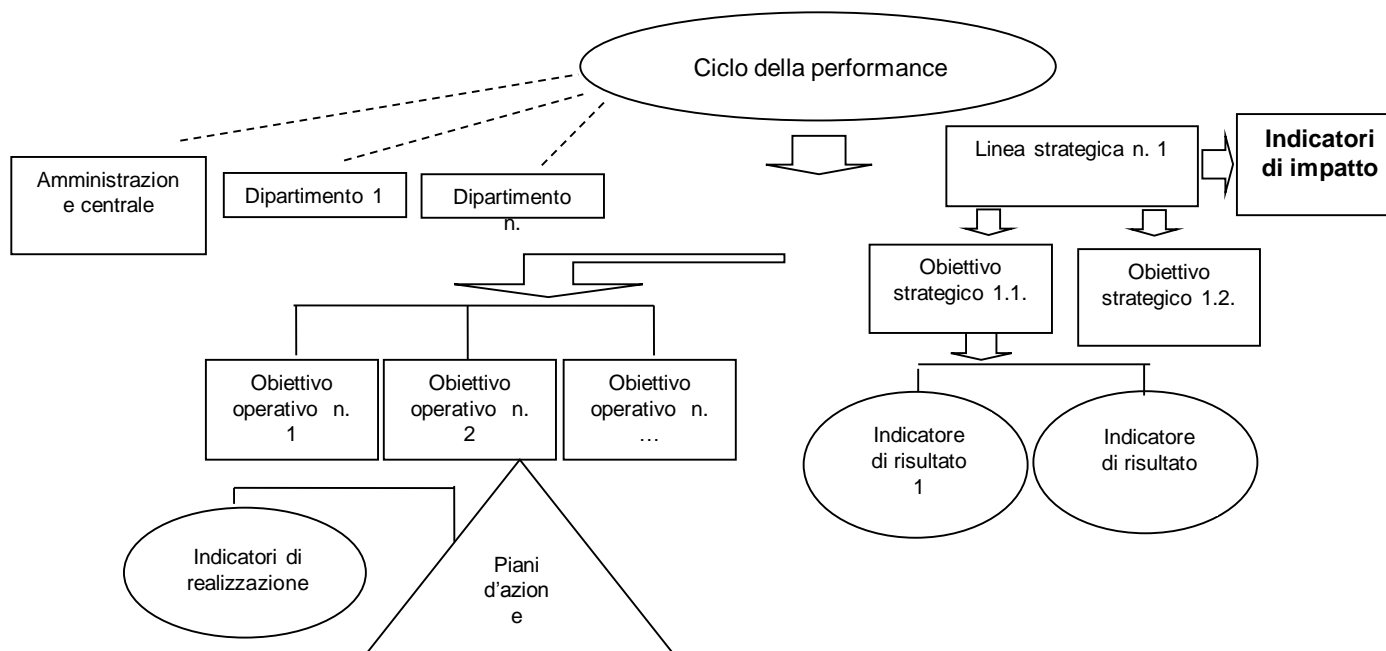 Ciclo della performance
Linea strategica n. 1
Indicatori
di impatto
Amministrazion
e centrale
Dipartimento 1
Dipartimento
n.
Obiettivo
strategico 1.1.
Obiettivo
strategico 1.2.
Obiettivo
operativo n.
1
Obiettivo
operativo n.
2
Obiettivo
operativo n.
…
Indicatore
di risultato
1
Indicatore
di risultato
Indicatori di
realizzazione
Piani
d’azion
e